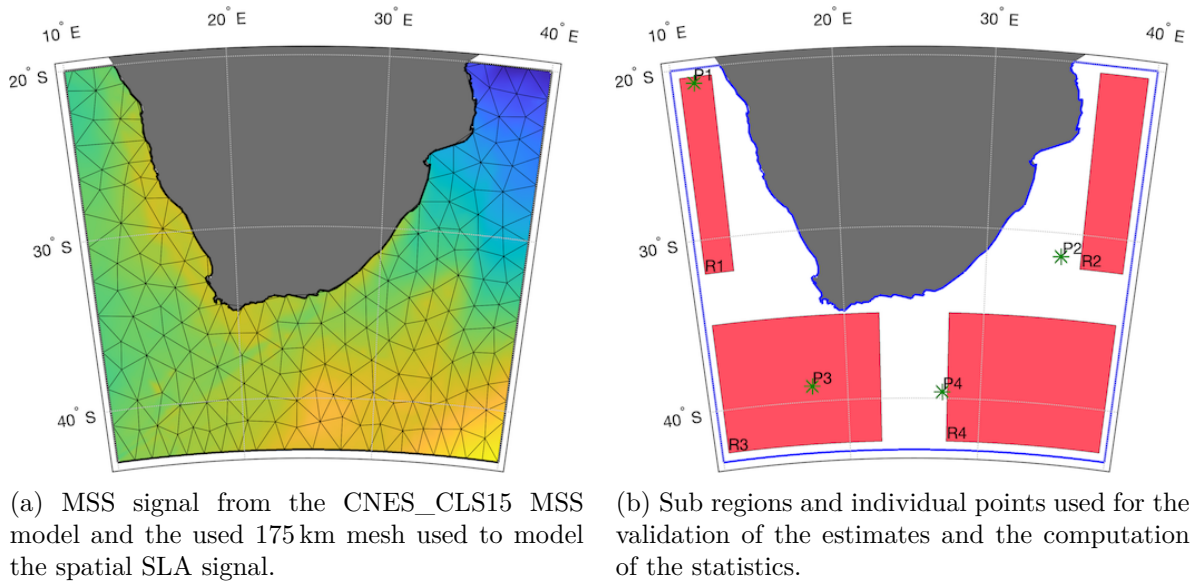 10° E
20° E
30° E
40° E
20° S
30° S
40° S
10° E
20° E
30° E
40° E
20° S
30° S
40° S
P1
R1
P2
R2
P3
R3
P4
R4
(a) MSS signal from the CNES_CLS15 MSS
model and the used 175 km mesh used to model
the spatial SLA signal.
(b) Sub regions and individual points used for the
validation of the estimates and the computation
of the statistics.